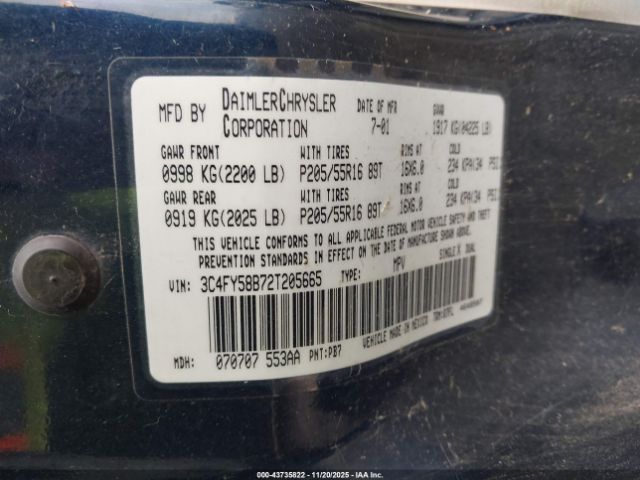 MFD BY DAIMLERCHRYSLER CORPORATION DATE OF MFR 7-01 GVWR 1917 KG(04225 LB)
GAWR FRONT WITH TIRES RIMS AT COLD
0998 KG(2200 LB) P205/55R16 89T 16X6.0 234 KPA(34 PSI
GAWR REAR WITH TIRES RIMS AT COLD
0919 KG(2025 LB) P205/55R16 89T 16X6.0 234 KPA(34 PSI
THIS VEHICLE CONFORMS TO ALL APPLICABLE FEDERAL MOTOR VEHICLE SAFETY AND THEFT
PREVENTION STANDARDS IN EFFECT ON THE DATE OF MANUFACTURE SHOWN ABOVE.
VIN: 3C4FY58B72T205665 TYPE: MPV SINGLE X DUAL
VEHICLE MADE IN MEXICO
MDH: 070707 553AA PNT:PB7
000-43735822 - 11/20/2025 - IAA, Inc.